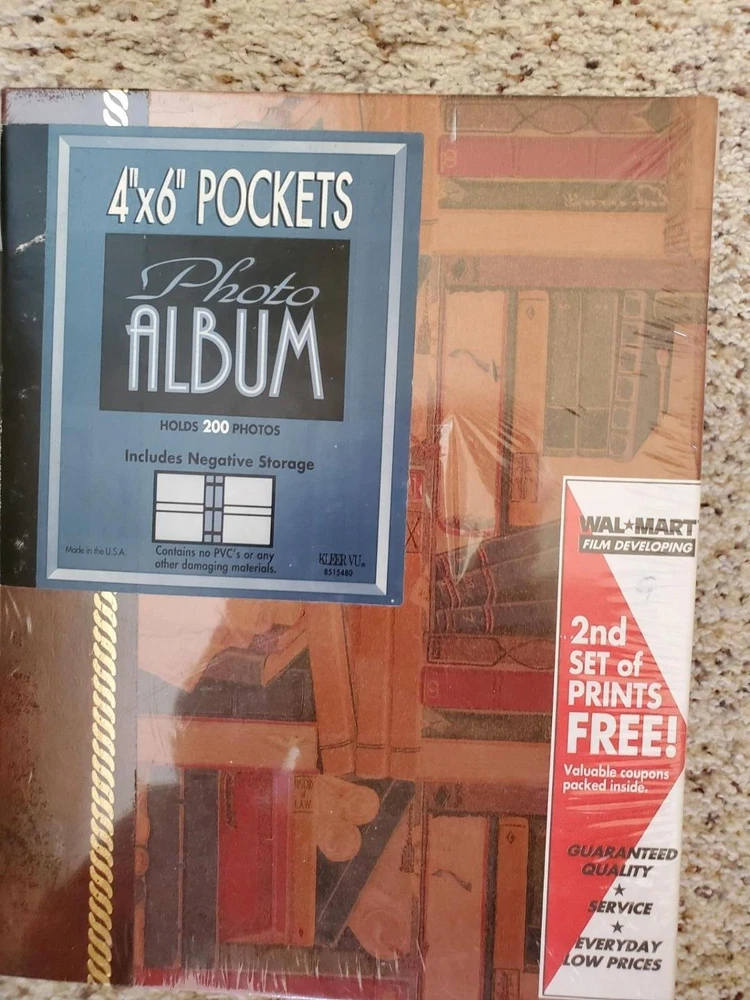 4"x6" POCKETS
Photo
ALBUM
HOLDS 200 PHOTOS
Includes Negative Storage
Made in the U.S.A.
Contains no PVC's or any
other damaging materials.
KLEER VU®
8515480
WAL★MART
FILM DEVELOPING
2nd
SET of
PRINTS
FREE!
Valuable coupons
packed inside.
GUARANTEED
QUALITY
★
SERVICE
★
EVERYDAY
LOW PRICES
LAW